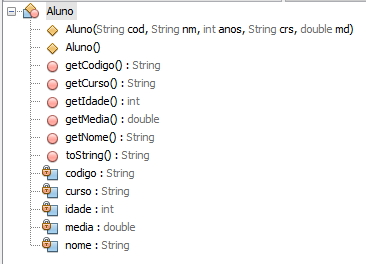 Aluno
Aluno(String cod, String nm, int anos, String crs, double md)
Aluno()
getCodigo() : String
getCurso() : String
getIdade() : int
getMedia() : double
getNome() : String
toString() : String
codigo : String
curso : String
idade : int
media : double
nome : String